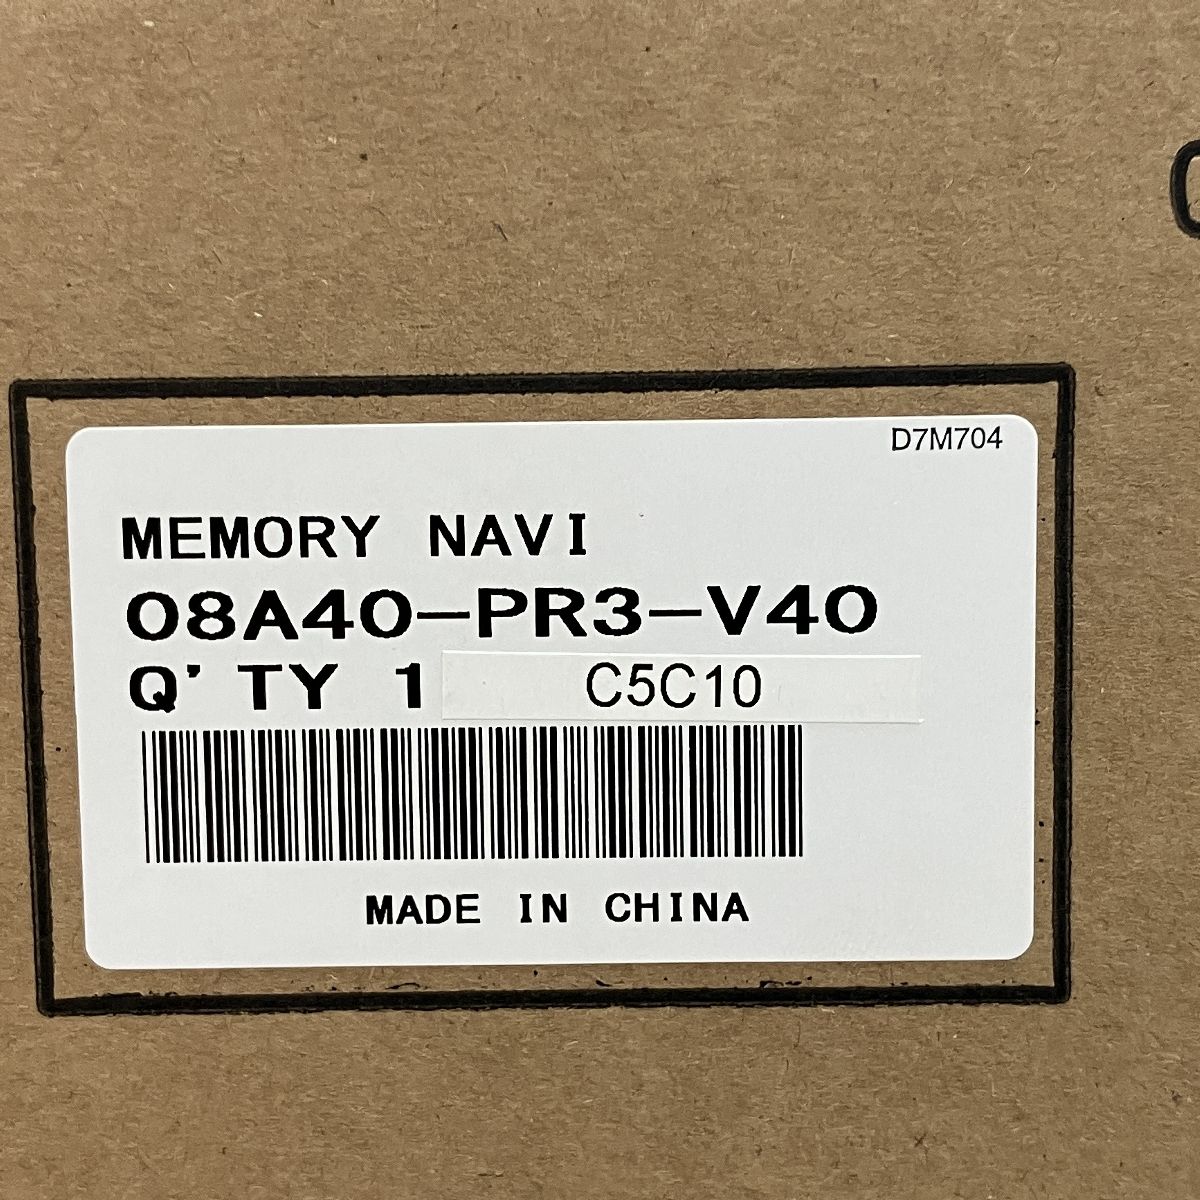 D7M704
MEMORY NAVI
08A40-PR3-V40
Q'TY 1 C5C10
MADE IN CHINA